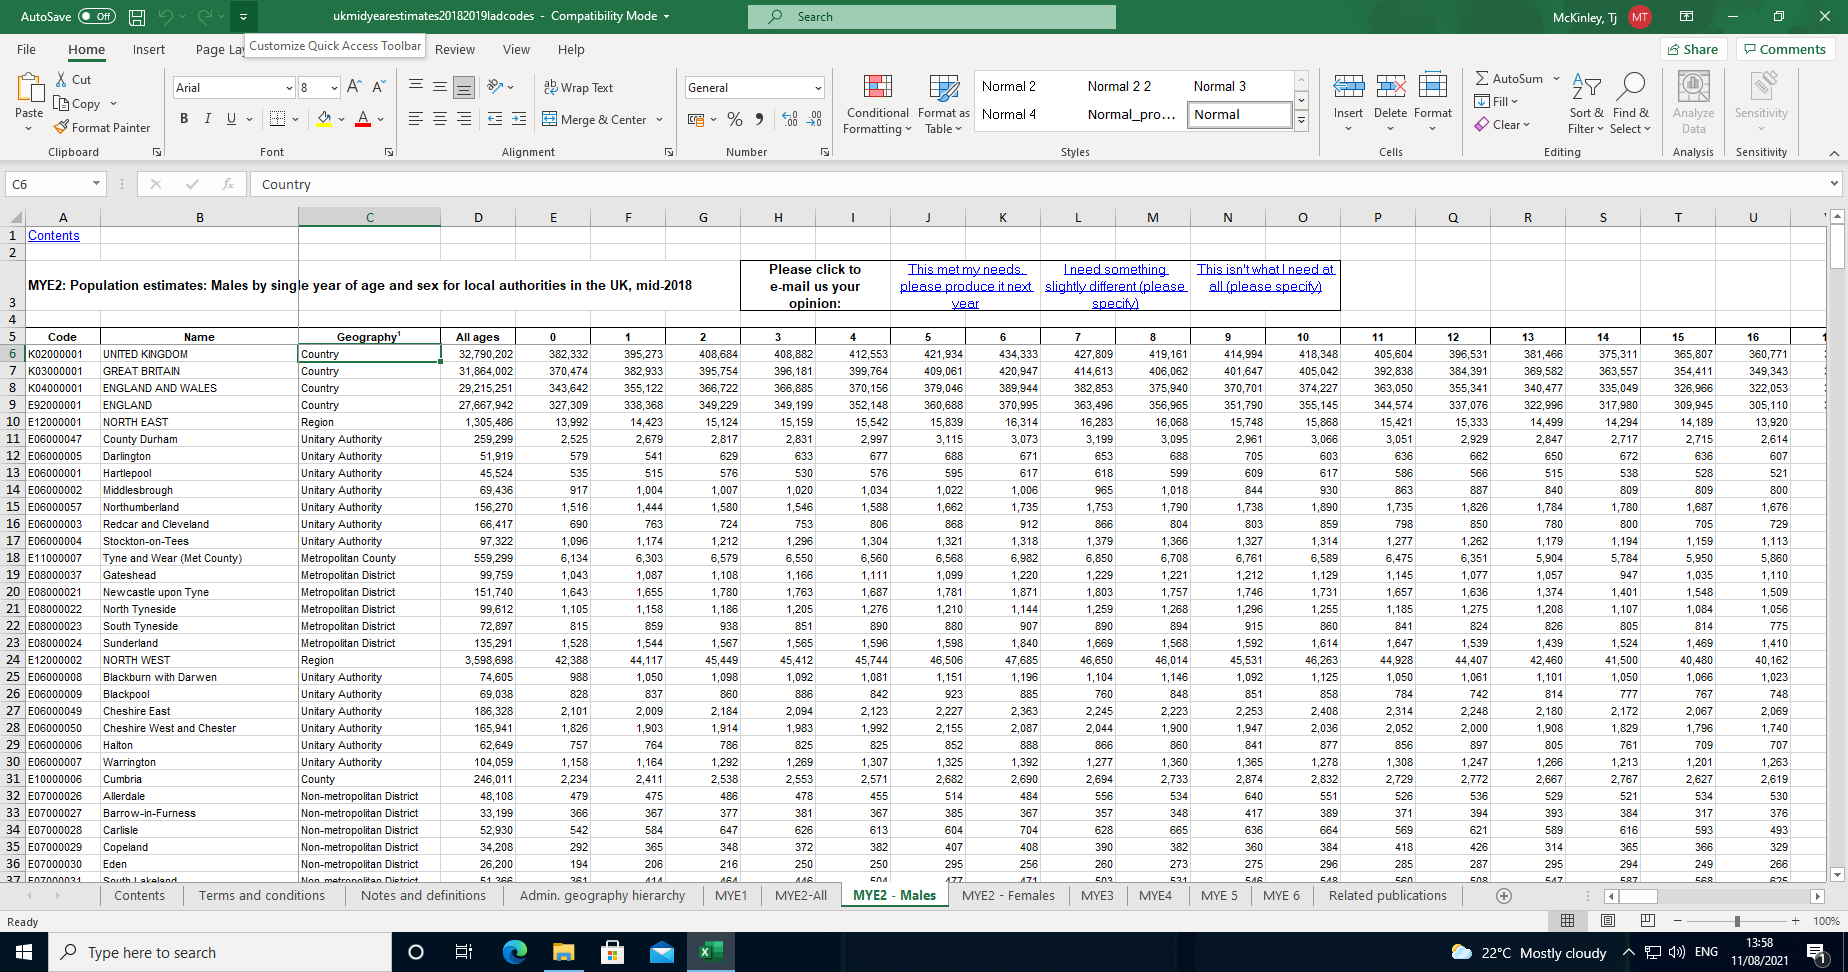 AutoSave Off ukmidyearestimates20182019ladcodes - Compatibility Mode Search McKinley, Tj MT
File Home Insert Page La Customize Quick Access Toolbar Review View Help Share Comments
Cut Arial 8 Wrap Text General Normal 2 Normal 2 2 Normal 3 AutoSum
Paste Copy Conditional Formatting Format as Table Insert Delete Format Fill Sort & Filter Find & Select Analyze Data Sensitivity
Format Painter B I U Merge & Center % Normal 4 Normal_pro... Normal Clear
Clipboard Font Alignment Number Styles Cells Editing Analysis Sensitivity
C6 fx Country
A B C D E F G H I J K L M N O P Q R S T U
1 Contents
2
3 MYE2: Population estimates: Males by single year of age and sex for local authorities in the UK, mid-2018 Please click to e-mail us your opinion: This met my needs, please produce it next year I need something slightly different (please specify) This isn't what I need at all (please specify)
4
5 Code Name Geography1 All ages 0 1 2 3 4 5 6 7 8 9 10 11 12 13 14 15 16
6 K02000001 UNITED KINGDOM Country 32,790,202 382,332 395,273 408,684 408,882 412,553 421,934 434,333 427,809 419,161 414,994 418,348 405,604 396,531 381,466 375,311 365,807 360,771
7 K03000001 GREAT BRITAIN Country 31,864,002 370,474 382,933 395,754 396,181 399,764 409,061 420,947 414,613 406,062 401,647 405,042 392,838 384,391 369,582 363,557 354,411 349,343
8 K04000001 ENGLAND AND WALES Country 29,215,251 343,642 355,122 366,722 366,885 370,156 379,046 389,944 382,853 375,940 370,701 374,227 363,050 355,341 340,477 335,049 326,966 322,053
9 E92000001 ENGLAND Country 27,667,942 327,309 338,368 349,229 349,199 352,148 360,688 370,995 363,496 356,965 351,790 355,145 344,574 337,076 322,996 317,980 309,945 305,110
10 E12000001 NORTH EAST Region 1,305,486 13,992 14,423 15,124 15,159 15,542 15,839 16,314 16,283 16,068 15,748 15,868 15,421 15,333 14,499 14,294 14,189 13,920
11 E06000047 County Durham Unitary Authority 259,299 2,525 2,679 2,817 2,831 2,997 3,115 3,073 3,199 3,095 2,961 3,066 3,051 2,929 2,847 2,717 2,715 2,614
12 E06000005 Darlington Unitary Authority 51,919 579 541 629 633 677 688 671 653 688 705 603 636 662 650 672 636 607
13 E06000001 Hartlepool Unitary Authority 45,524 535 515 576 530 576 595 617 618 599 609 617 586 566 515 538 528 521
14 E06000002 Middlesbrough Unitary Authority 69,436 917 1,004 1,007 1,020 1,034 1,022 1,006 965 1,018 844 930 863 887 840 809 809 800
15 E06000057 Northumberland Unitary Authority 156,270 1,516 1,444 1,580 1,546 1,588 1,662 1,735 1,753 1,790 1,738 1,890 1,735 1,826 1,784 1,780 1,687 1,676
16 E06000003 Redcar and Cleveland Unitary Authority 66,417 690 763 724 753 806 868 912 866 804 803 859 798 850 780 800 705 729
17 E06000004 Stockton-on-Tees Unitary Authority 97,322 1,096 1,174 1,212 1,296 1,304 1,321 1,318 1,379 1,366 1,327 1,314 1,277 1,262 1,179 1,194 1,159 1,113
18 E11000007 Tyne and Wear (Met County) Metropolitan County 559,299 6,134 6,303 6,579 6,550 6,560 6,568 6,982 6,850 6,708 6,761 6,589 6,475 6,351 5,904 5,784 5,950 5,860
19 E08000037 Gateshead Metropolitan District 99,759 1,043 1,087 1,108 1,166 1,111 1,099 1,220 1,229 1,221 1,212 1,129 1,145 1,077 1,057 947 1,035 1,110
20 E08000021 Newcastle upon Tyne Metropolitan District 151,740 1,643 1,655 1,780 1,763 1,687 1,781 1,871 1,803 1,757 1,746 1,731 1,657 1,636 1,374 1,401 1,548 1,509
21 E08000022 North Tyneside Metropolitan District 99,612 1,105 1,158 1,186 1,205 1,276 1,210 1,144 1,259 1,268 1,296 1,255 1,185 1,275 1,208 1,107 1,084 1,056
22 E08000023 South Tyneside Metropolitan District 72,897 815 859 938 851 890 880 907 890 894 915 860 841 824 826 805 814 775
23 E08000024 Sunderland Metropolitan District 135,291 1,528 1,544 1,567 1,565 1,596 1,598 1,840 1,669 1,568 1,592 1,614 1,647 1,539 1,439 1,524 1,469 1,410
24 E12000002 NORTH WEST Region 3,598,698 42,388 44,117 45,449 45,412 45,744 46,506 47,685 46,650 46,014 45,531 46,263 44,928 44,407 42,460 41,500 40,480 40,162
25 E06000008 Blackburn with Darwen Unitary Authority 74,605 988 1,050 1,098 1,092 1,081 1,151 1,196 1,104 1,146 1,092 1,125 1,050 1,061 1,101 1,050 1,066 1,023
26 E06000009 Blackpool Unitary Authority 69,038 828 837 860 886 842 923 885 760 848 851 858 784 742 814 777 767 748
27 E06000049 Cheshire East Unitary Authority 186,328 2,101 2,009 2,184 2,094 2,123 2,227 2,363 2,245 2,223 2,253 2,408 2,314 2,248 2,180 2,172 2,067 2,069
28 E06000050 Cheshire West and Chester Unitary Authority 165,941 1,826 1,903 1,914 1,983 1,992 2,155 2,087 2,044 1,900 1,947 2,036 2,052 2,000 1,908 1,829 1,796 1,740
29 E06000006 Halton Unitary Authority 62,649 757 764 786 825 825 852 888 866 860 841 877 856 897 805 761 709 707
30 E06000007 Warrington Unitary Authority 104,059 1,158 1,164 1,292 1,269 1,307 1,325 1,392 1,277 1,360 1,365 1,278 1,308 1,247 1,266 1,213 1,201 1,263
31 E10000006 Cumbria County 246,011 2,234 2,411 2,538 2,553 2,571 2,682 2,690 2,694 2,733 2,874 2,832 2,729 2,772 2,667 2,767 2,627 2,619
32 E07000026 Allerdale Non-metropolitan District 48,108 479 475 486 478 455 514 484 556 534 640 551 526 536 529 521 534 530
33 E07000027 Barrow-in-Furness Non-metropolitan District 33,199 366 367 377 381 367 385 367 357 348 417 389 371 394 393 384 317 376
34 E07000028 Carlisle Non-metropolitan District 52,930 542 584 647 626 613 604 704 628 665 636 664 569 621 589 616 593 493
35 E07000029 Copeland Non-metropolitan District 34,208 292 365 348 372 382 407 408 390 382 360 384 418 426 314 365 366 329
36 E07000030 Eden Non-metropolitan District 26,200 194 206 216 250 250 295 256 260 273 275 296 285 287 295 294 249 266
37 E07000031 South Lakeland Non-metropolitan District 51,366 361 414 464 446 504 477 471 503 531 546 548 560 508 547 587 568 625
Contents Terms and conditions Notes and definitions Admin. geography hierarchy MYE1 MYE2-All MYE2 - Males MYE2 - Females MYE3 MYE4 MYE 5 MYE 6 Related publications
Ready 100%
Type here to search 22°C Mostly cloudy ENG 13:58 11/08/2021 1